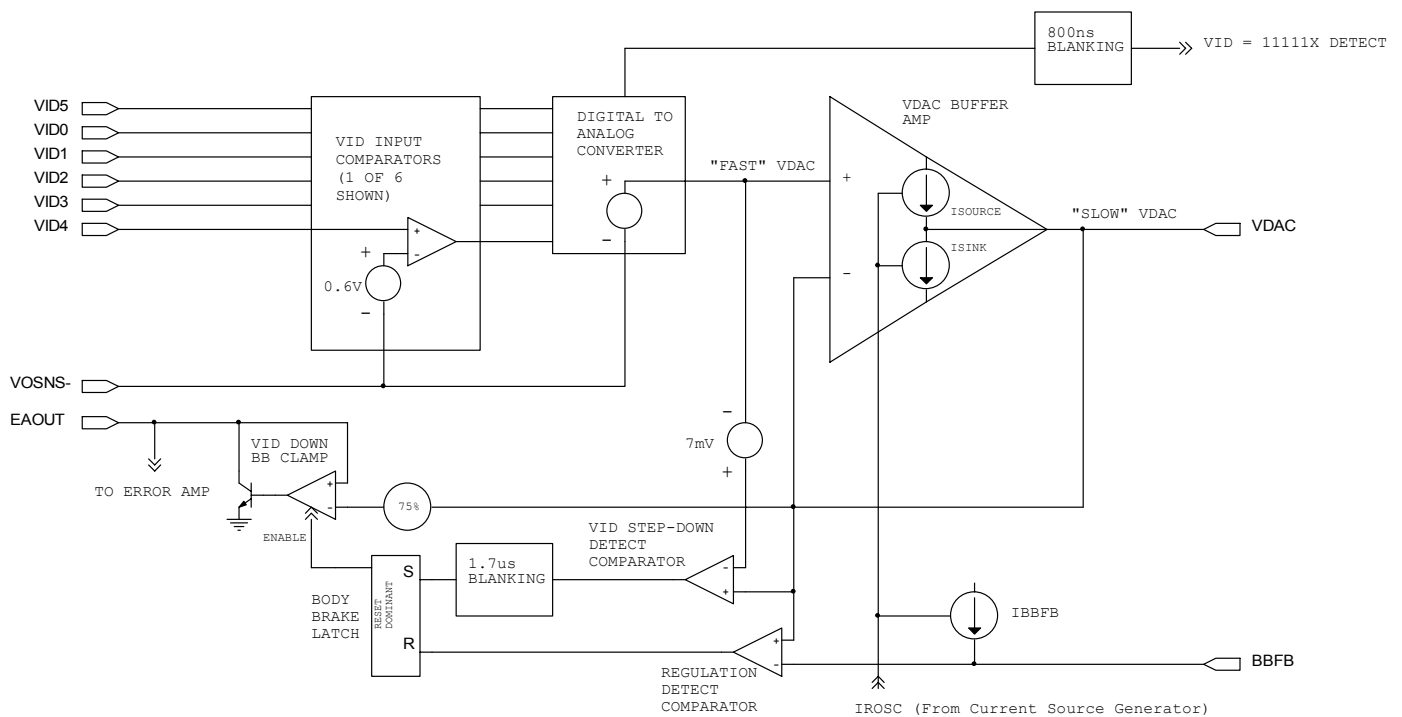 800ns
BLANKING
VID = 11111X DETECT
VID5
VID0
VID1
VID2
VID3
VID4
VID INPUT
COMPARATORS
(1 OF 6
SHOWN)
+
-
+
0.6V
−
DIGITAL TO
ANALOG
CONVERTER
+
−
"FAST" VDAC
VDAC BUFFER
AMP
+
−
ISOURCE
ISINK
"SLOW" VDAC
VDAC
VOSNS-
EAOUT
TO ERROR AMP
VID DOWN
BB CLAMP
+
-
ENABLE
75%
−
7mV
+
VID STEP-DOWN
DETECT
COMPARATOR
-
+
1.7us
BLANKING
BODY
BRAKE
LATCH
RESET
DOMINANT
S
R
+
-
REGULATION
DETECT
COMPARATOR
IBBFB
BBFB
IROSC (From Current Source Generator)